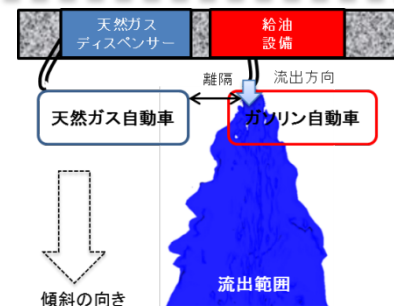 天然ガス
ディスペンサー
給油
設備
離隔
流出方向
天然ガス自動車
ガソリン自動車
流出範囲
傾斜の向き